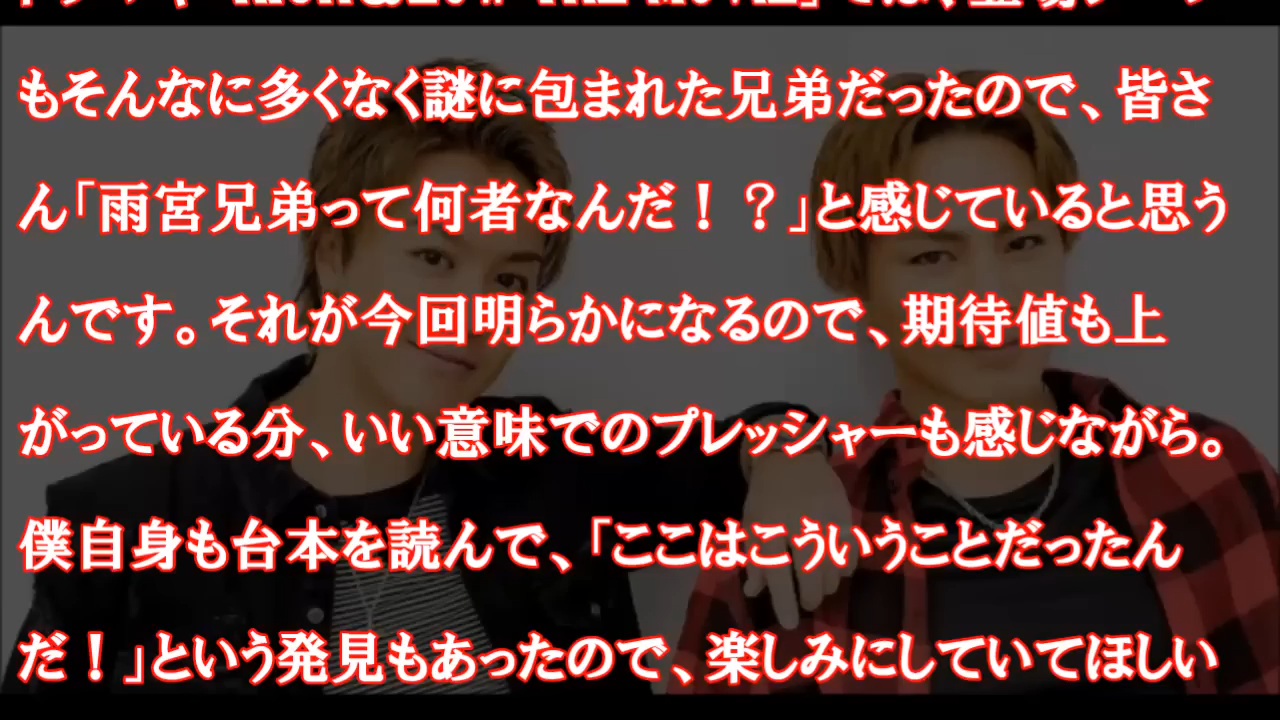 もそんなに多くなく謎に包まれた兄弟だったので、皆さ
ん「雨宮兄弟って何者なんだ！？」と感じていると思う
んです。それが今回明らかになるので、期待値も上
がっている分、いい意味でのプレッシャーも感じながら。
僕自身も台本を読んで、「ここはこういうことだったん
だ！」という発見もあったので、楽しみにしていてほしい